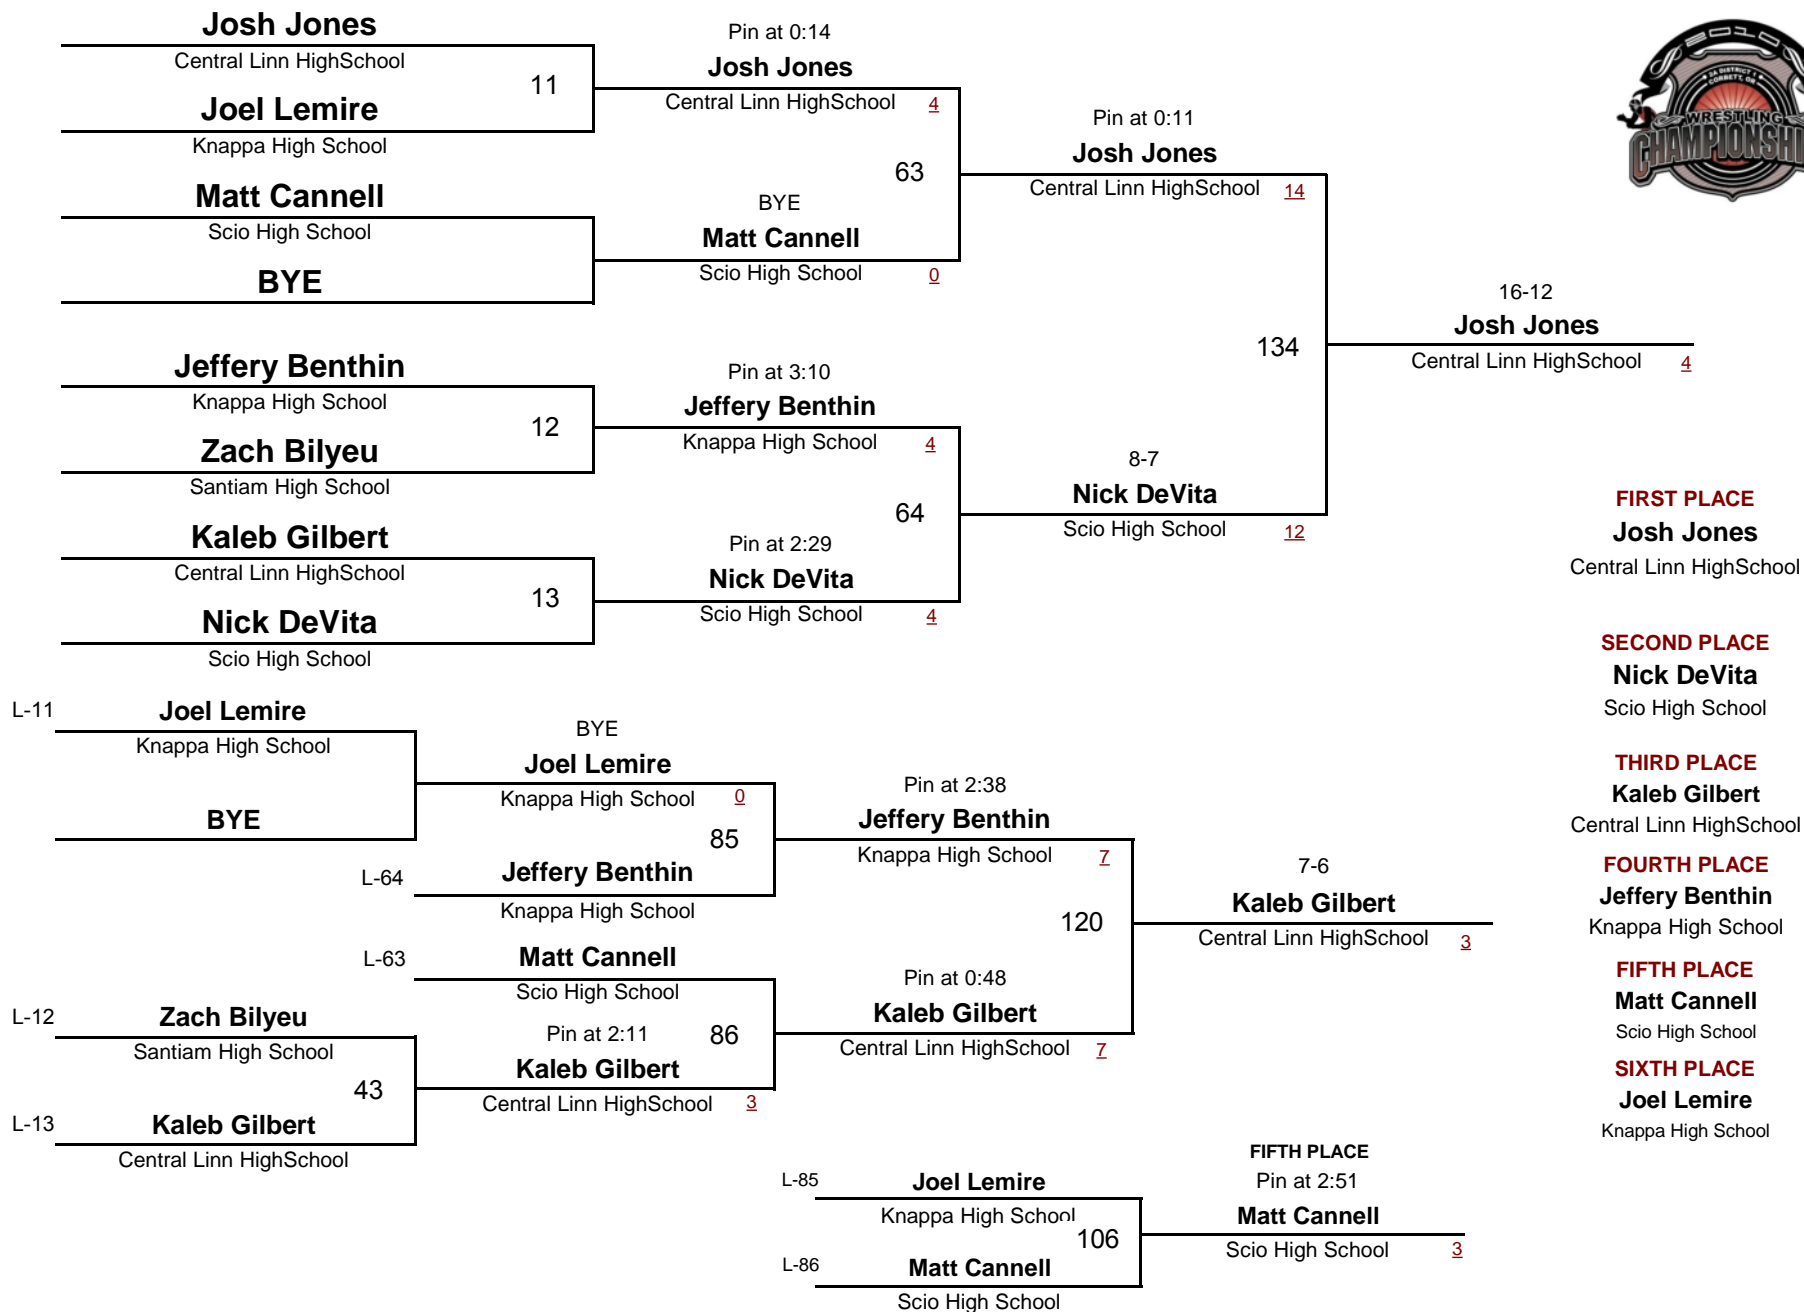 Josh Jones
Central Linn HighSchool
11
Joel Lemire
Knappa High School
Matt Cannell
Scio High School
BYE
Pin at 0:14
Josh Jones
Central Linn HighSchool 4
63
BYE
Matt Cannell
Scio High School 0
Pin at 0:11
Josh Jones
Central Linn HighSchool 14
2010
2A DISTRICT 1
CORBETT, OR
WRESTLING
Jeffery Benthin
Knappa High School
12
Zach Bilyeu
Santiam High School
Kaleb Gilbert
Central Linn HighSchool
13
Nick DeVita
Scio High School
Pin at 3:10
Jeffery Benthin
Knappa High School 4
64
Pin at 2:29
Nick DeVita
Scio High School 4
8-7
Nick DeVita
Scio High School 12
134
16-12
Josh Jones
Central Linn HighSchool 4
FIRST PLACE
Josh Jones
Central Linn HighSchool
SECOND PLACE
Nick DeVita
Scio High School
THIRD PLACE
Kaleb Gilbert
Central Linn HighSchool
FOURTH PLACE
Jeffery Benthin
Knappa High School
FIFTH PLACE
Matt Cannell
Scio High School
SIXTH PLACE
Joel Lemire
Knappa High School
L-11
Joel Lemire
Knappa High School
BYE
BYE
Joel Lemire
Knappa High School 0
85
L-64
Jeffery Benthin
Knappa High School
L-63
Matt Cannell
Scio High School
L-12
Zach Bilyeu
Santiam High School
43
L-13
Kaleb Gilbert
Central Linn HighSchool
Pin at 2:11
86
Kaleb Gilbert
Central Linn HighSchool 3
Pin at 2:38
Jeffery Benthin
Knappa High School 7
120
Pin at 0:48
Kaleb Gilbert
Central Linn HighSchool 7
7-6
Kaleb Gilbert
Central Linn HighSchool 3
L-85
Joel Lemire
Knappa High School
106
L-86
Matt Cannell
Scio High School
FIFTH PLACE
Pin at 2:51
Matt Cannell
Scio High School 3